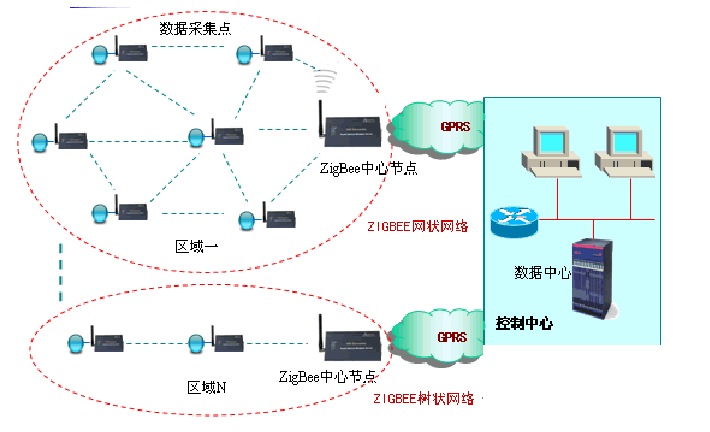 数据采集点
GPRS
ZigBee中心节点
ZIGBEE网状网络
区域一
数据中心
控制中心
GPRS
ZigBee中心节点
区域N
ZIGBEE树状网络